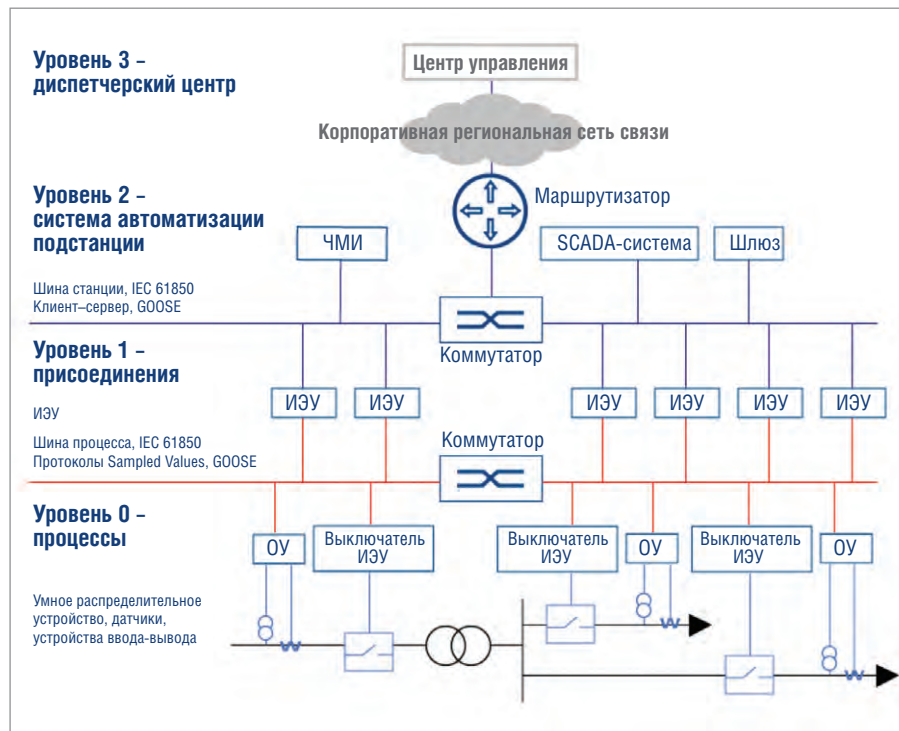 Уровень 3 –
диспетчерский центр
Центр управления
Корпоративная региональная сеть связи
Уровень 2 –
система автоматизации
подстанции
Маршрутизатор
ЧМИ
SCADA-система
Шлюз
Шина станции, IEC 61850
Клиент–сервер, GOOSE
Коммутатор
Уровень 1 –
присоединения
ИЭУ
ИЭУ
ИЭУ
ИЭУ
ИЭУ
ИЭУ
ИЭУ
Шина процесса, IEC 61850
Протоколы Sampled Values, GOOSE
Коммутатор
Уровень 0 –
процессы
ОУ
Выключатель
ИЭУ
Выключатель
ИЭУ
ОУ
Выключатель
ИЭУ
ОУ
Умное распределительное
устройство, датчики,
устройства ввода-вывода